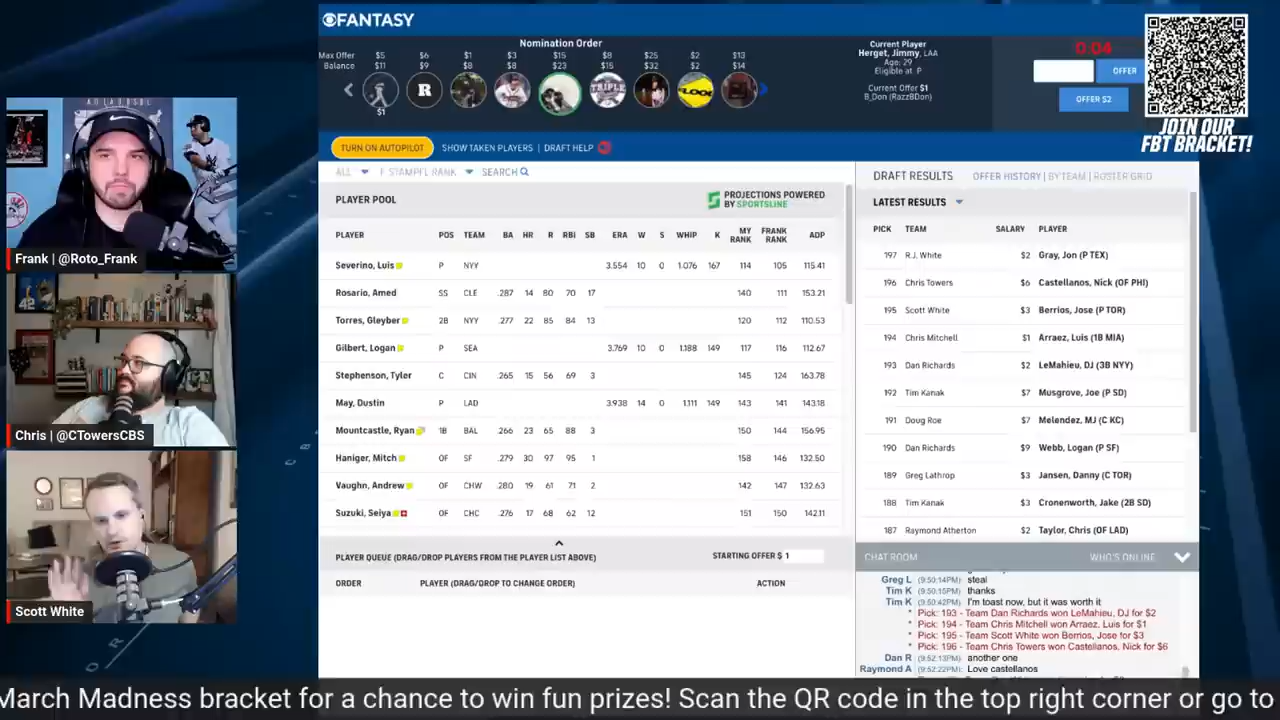 FANTASY
Nomination Order
Max Offer $5 $6 $1 $3 $15 $8 $25 $2 $13
Balance $11 $9 $8 $8 $23 $15 $32 $2 $14
$1
Current Player
Herget, Jimmy, LAA
Age: 29
Eligible at P
Current Offer $1
B_Don (RazzBDon)
0:04
OFFER
OFFER $2
JOIN OUR
FBT BRACKET!
TURN ON AUTOPILOT
SHOW TAKEN PLAYERS | DRAFT HELP
ALL F STAMPFL RANK SEARCH
PLAYER POOL
PROJECTIONS POWERED
BY SPORTSLINE
PLAYER POS TEAM BA HR R RBI SB ERA W S WHIP K MY RANK FRANK RANK ADP
Severino, Luis P NYY 3.554 10 0 1.076 167 114 105 115.41
Rosario, Amed SS CLE .287 14 80 70 17 140 111 153.21
Torres, Gleyber 2B NYY .277 22 85 84 13 120 112 110.53
Gilbert, Logan P SEA 3.769 10 0 1.188 149 117 116 112.67
Stephenson, Tyler C CIN .265 15 56 69 3 145 124 163.78
May, Dustin P LAD 3.938 14 0 1.111 149 143 141 143.18
Mountcastle, Ryan 1B BAL .266 23 65 88 3 150 144 156.95
Haniger, Mitch OF SF .279 30 97 95 1 158 146 132.50
Vaughn, Andrew OF CHW .280 19 61 71 2 142 147 132.63
Suzuki, Seiya OF CHC .276 17 68 62 12 151 150 142.11
PLAYER QUEUE (DRAG/DROP PLAYERS FROM THE PLAYER LIST ABOVE)
STARTING OFFER $ 1
ORDER PLAYER (DRAG/DROP TO CHANGE ORDER) ACTION
DRAFT RESULTS OFFER HISTORY | BY TEAM | ROSTER GRID
LATEST RESULTS
PICK TEAM SALARY PLAYER
197 R.J. White $2 Gray, Jon (P TEX)
196 Chris Towers $6 Castellanos, Nick (OF PHI)
195 Scott White $3 Berrios, Jose (P TOR)
194 Chris Mitchell $1 Arraez, Luis (1B MIA)
193 Dan Richards $2 LeMahieu, DJ (3B NYY)
192 Tim Kanak $7 Musgrove, Joe (P SD)
191 Doug Roe $7 Melendez, MJ (C KC)
190 Dan Richards $9 Webb, Logan (P SF)
189 Greg Lathrop $3 Jansen, Danny (C TOR)
188 Tim Kanak $3 Cronenworth, Jake (2B SD)
187 Raymond Atherton $2 Taylor, Chris (OF LAD)
CHAT ROOM WHO'S ONLINE
Greg L (9:50:14PM): steal
Tim K (9:50:15PM): thanks
Tim K (9:50:42PM): I'm toast now, but it was worth it
* Pick: 193 - Team Dan Richards won LeMahieu, DJ for $2
* Pick: 194 - Team Chris Mitchell won Arraez, Luis for $1
* Pick: 195 - Team Scott White won Berrios, Jose for $3
* Pick: 196 - Team Chris Towers won Castellanos, Nick for $6
Dan R (9:52:13PM): another one
Raymond A (9:52:22PM): Love castellanos
Frank | @Roto_Frank
Chris | @CTowersCBS
Scott White
March Madness bracket for a chance to win fun prizes! Scan the QR code in the top right corner or go to